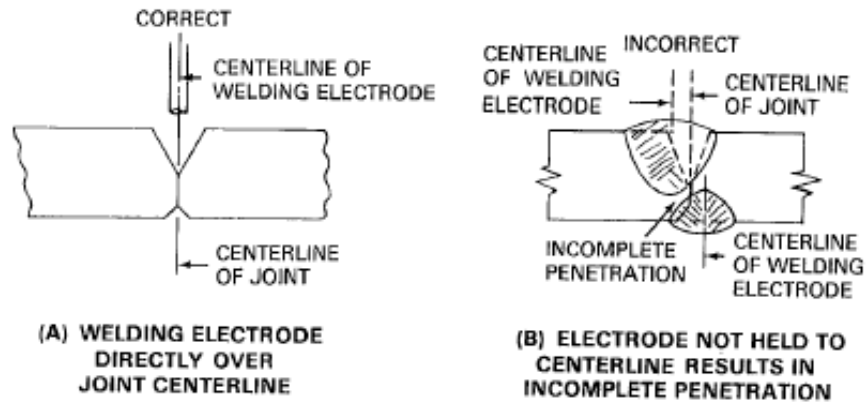 CORRECT
CENTERLINE OF
WELDING ELECTRODE
CENTERLINE
OF JOINT
(A) WELDING ELECTRODE
DIRECTLY OVER
JOINT CENTERLINE
INCORRECT
CENTERLINE
OF WELDING
ELECTRODE
CENTERLINE
OF JOINT
INCOMPLETE
PENETRATION
CENTERLINE
OF WELDING
ELECTRODE
(B) ELECTRODE NOT HELD TO
CENTERLINE RESULTS IN
INCOMPLETE PENETRATION